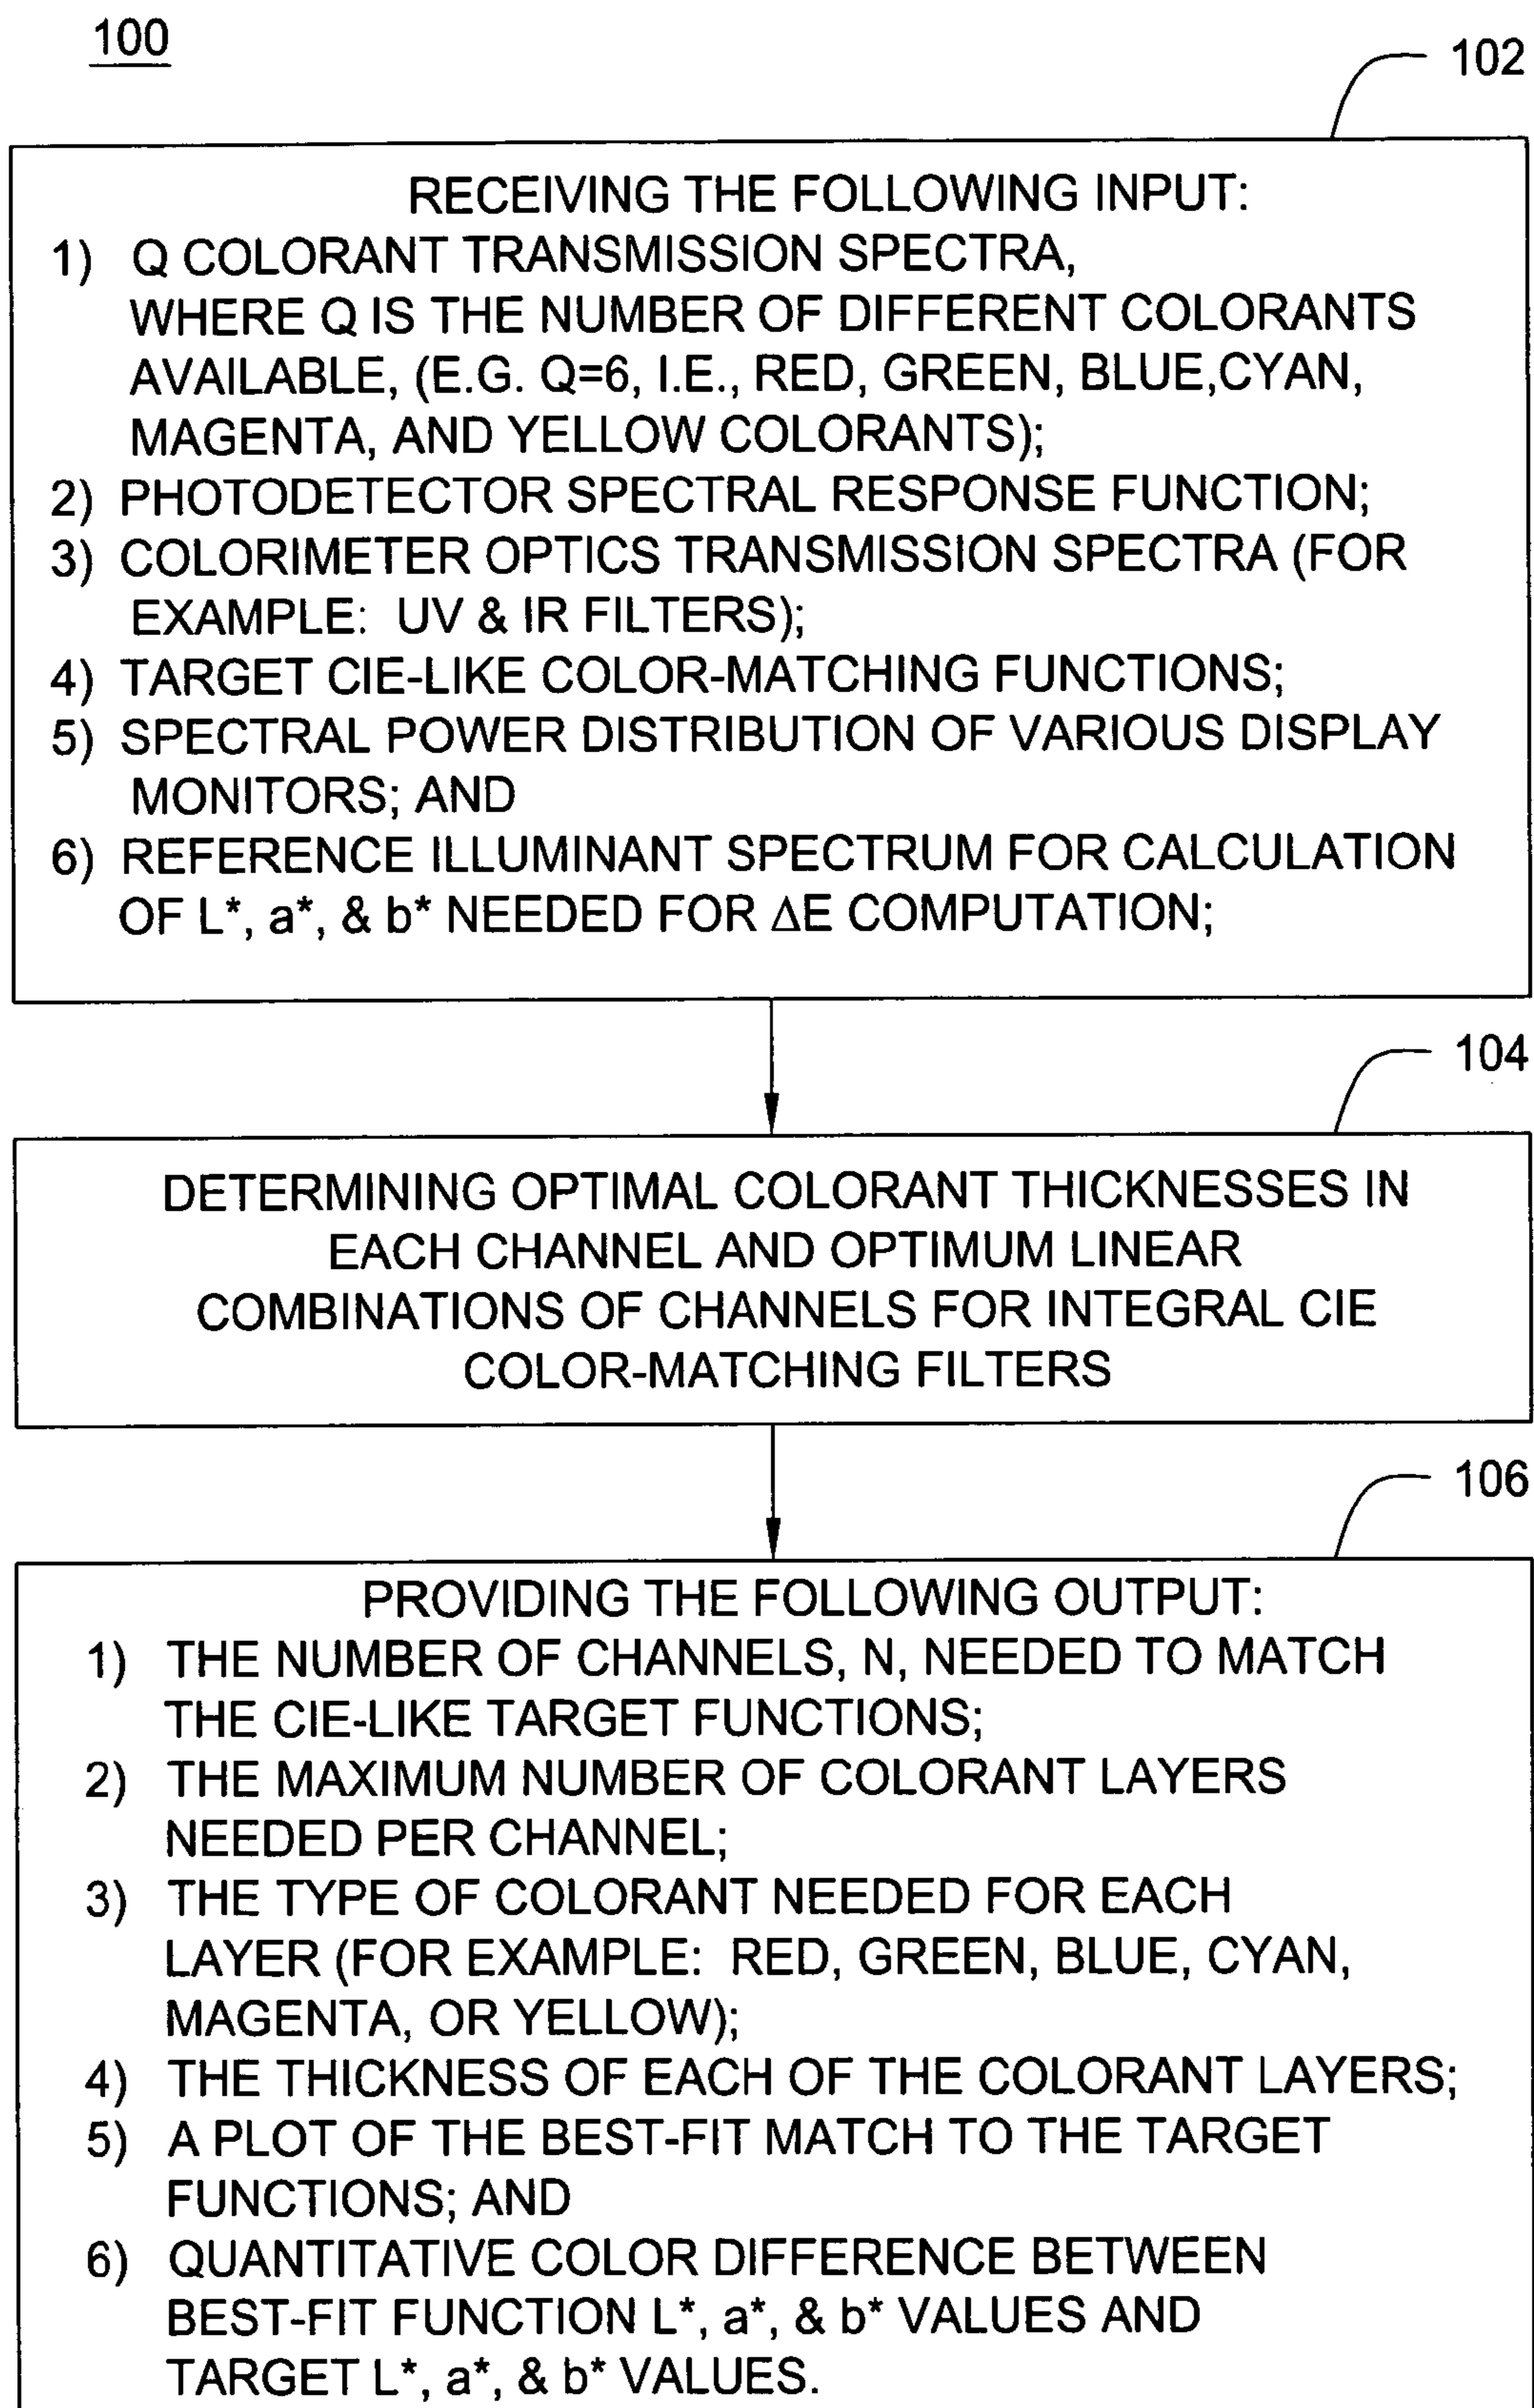 100
102
RECEIVING THE FOLLOWING INPUT:
1) Q COLORANT TRANSMISSION SPECTRA,
WHERE Q IS THE NUMBER OF DIFFERENT COLORANTS
AVAILABLE, (E.G. Q=6, I.E., RED, GREEN, BLUE,CYAN,
MAGENTA, AND YELLOW COLORANTS);
2) PHOTODETECTOR SPECTRAL RESPONSE FUNCTION;
3) COLORIMETER OPTICS TRANSMISSION SPECTRA (FOR
EXAMPLE: UV & IR FILTERS);
4) TARGET CIE-LIKE COLOR-MATCHING FUNCTIONS;
5) SPECTRAL POWER DISTRIBUTION OF VARIOUS DISPLAY
MONITORS; AND
6) REFERENCE ILLUMINANT SPECTRUM FOR CALCULATION
OF L*, a*, & b* NEEDED FOR ΔE COMPUTATION;
104
DETERMINING OPTIMAL COLORANT THICKNESSES IN
EACH CHANNEL AND OPTIMUM LINEAR
COMBINATIONS OF CHANNELS FOR INTEGRAL CIE
COLOR-MATCHING FILTERS
106
PROVIDING THE FOLLOWING OUTPUT:
1) THE NUMBER OF CHANNELS, N, NEEDED TO MATCH
THE CIE-LIKE TARGET FUNCTIONS;
2) THE MAXIMUM NUMBER OF COLORANT LAYERS
NEEDED PER CHANNEL;
3) THE TYPE OF COLORANT NEEDED FOR EACH
LAYER (FOR EXAMPLE: RED, GREEN, BLUE, CYAN,
MAGENTA, OR YELLOW);
4) THE THICKNESS OF EACH OF THE COLORANT LAYERS;
5) A PLOT OF THE BEST-FIT MATCH TO THE TARGET
FUNCTIONS; AND
6) QUANTITATIVE COLOR DIFFERENCE BETWEEN
BEST-FIT FUNCTION L*, a*, & b* VALUES AND
TARGET L*, a*, & b* VALUES.